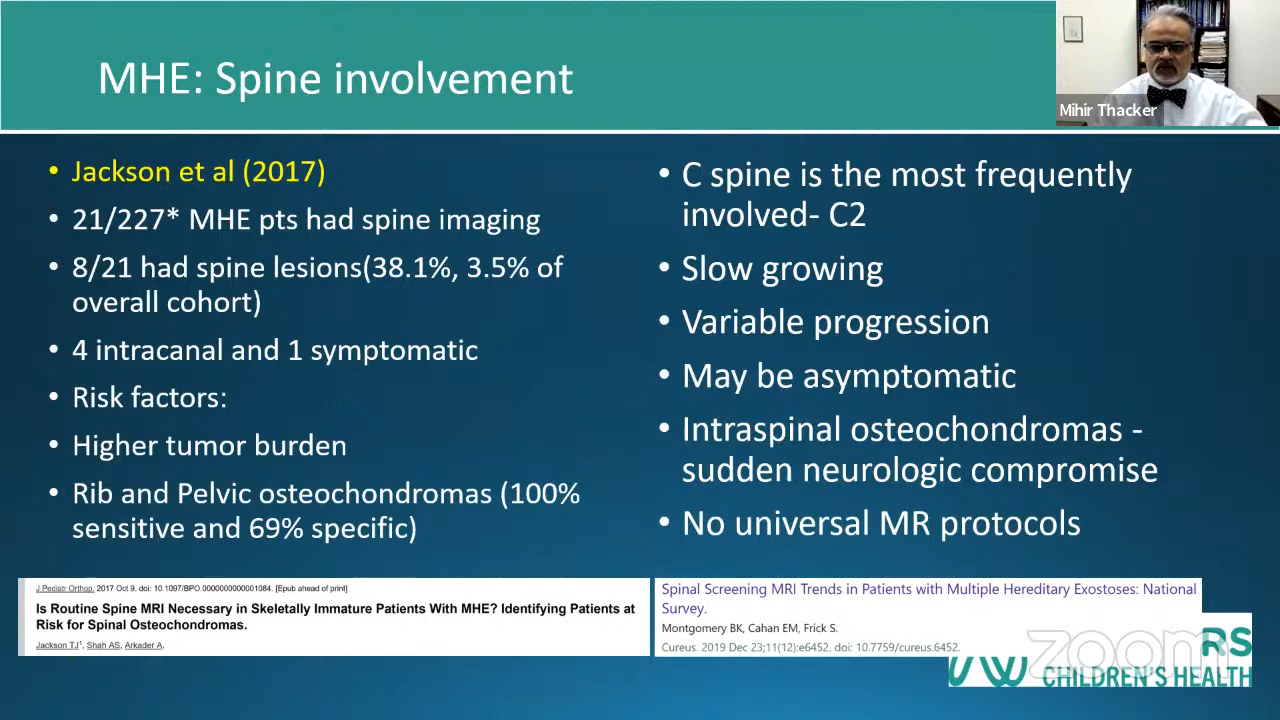 MHE: Spine involvement
Mihir Thacker
• Jackson et al (2017)
• 21/227* MHE pts had spine imaging
• 8/21 had spine lesions(38.1%, 3.5% of
overall cohort)
• 4 intracanal and 1 symptomatic
• Risk factors:
• Higher tumor burden
• Rib and Pelvic osteochondromas (100%
sensitive and 69% specific)
• C spine is the most frequently
involved- C2
• Slow growing
• Variable progression
• May be asymptomatic
• Intraspinal osteochondromas -
sudden neurologic compromise
• No universal MR protocols
J Pediatr Orthop. 2017 Oct 9. doi: 10.1097/BPO.0000000000001084. [Epub ahead of print]
Is Routine Spine MRI Necessary in Skeletally Immature Patients With MHE? Identifying Patients at
Risk for Spinal Osteochondromas.
Jackson TJ1, Shah AS, Arkader A.
Spinal Screening MRI Trends in Patients with Multiple Hereditary Exostoses: National
Survey.
Montgomery BK, Cahan EM, Frick S.
Cureus. 2019 Dec 23;11(12):e6452. doi: 10.7759/cureus.6452.
zoom
RS
CHILDREN'S HEALTH